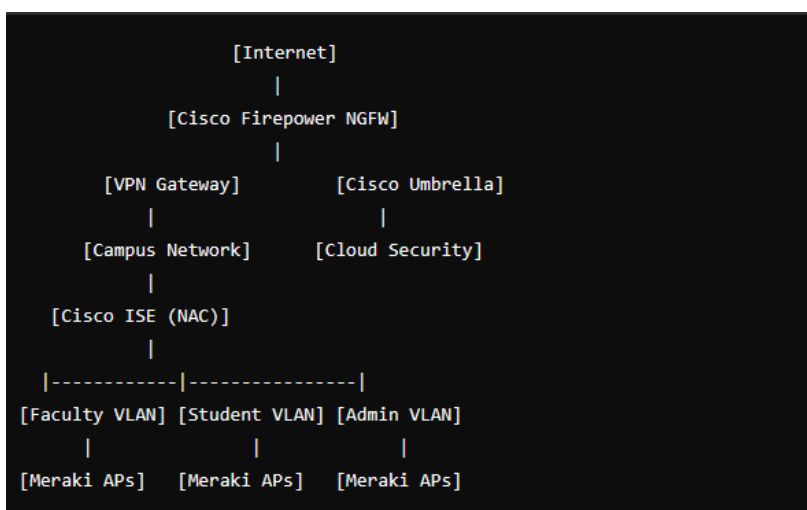 [Internet]
|
[Cisco Firepower NGFW]
|
[VPN Gateway] [Cisco Umbrella]
| |
[Campus Network] [Cloud Security]
|
[Cisco ISE (NAC)]
|
|------------|----------------|
[Faculty VLAN] [Student VLAN] [Admin VLAN]
| | |
[Meraki APs] [Meraki APs] [Meraki APs]